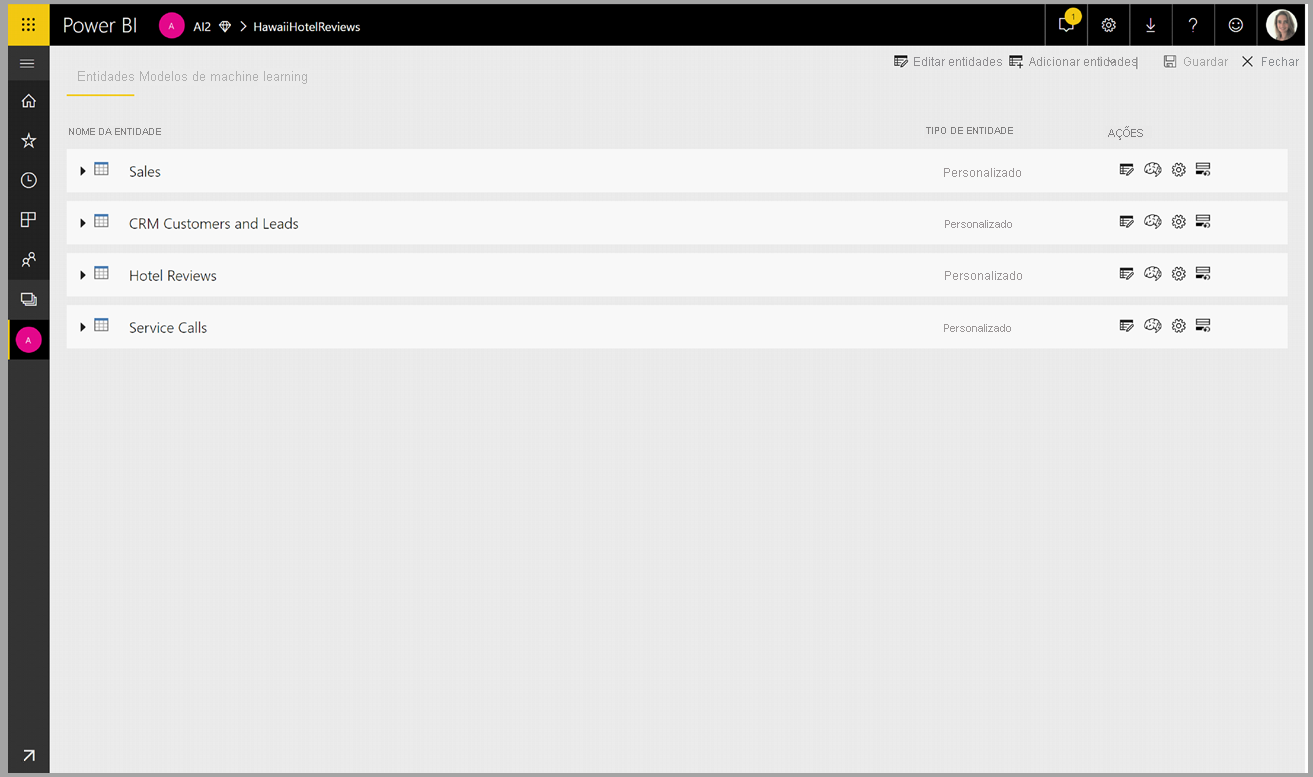 Power BI A AI2 HawaiiHotelReviews 1 ?
Editar entidades Adicionar entidades Guardar Fechar
Entidades Modelos de machine learning
NOME DA ENTIDADE TIPO DE ENTIDADE AÇÕES
Sales Personalizado
CRM Customers and Leads Personalizado
Hotel Reviews Personalizado
Service Calls Personalizado
A